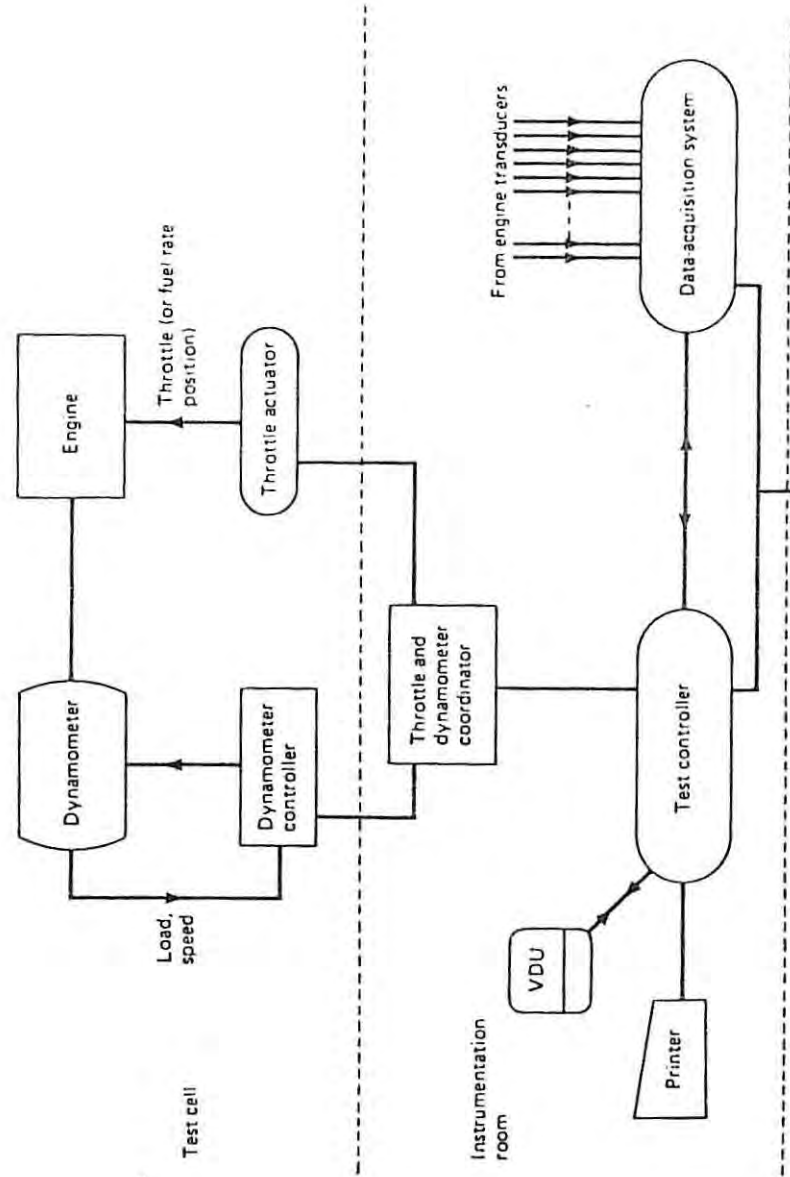 Test cell
Load,
speed
Dynamometer
Dynamometer
controller
Engine
Throttle (or fuel rate
position)
Throttle actuator
Instrumentation
room
Throttle and
dynamometer
coordinator
VDU
Printer
Test controller
From engine transducers
Data-acquisition system